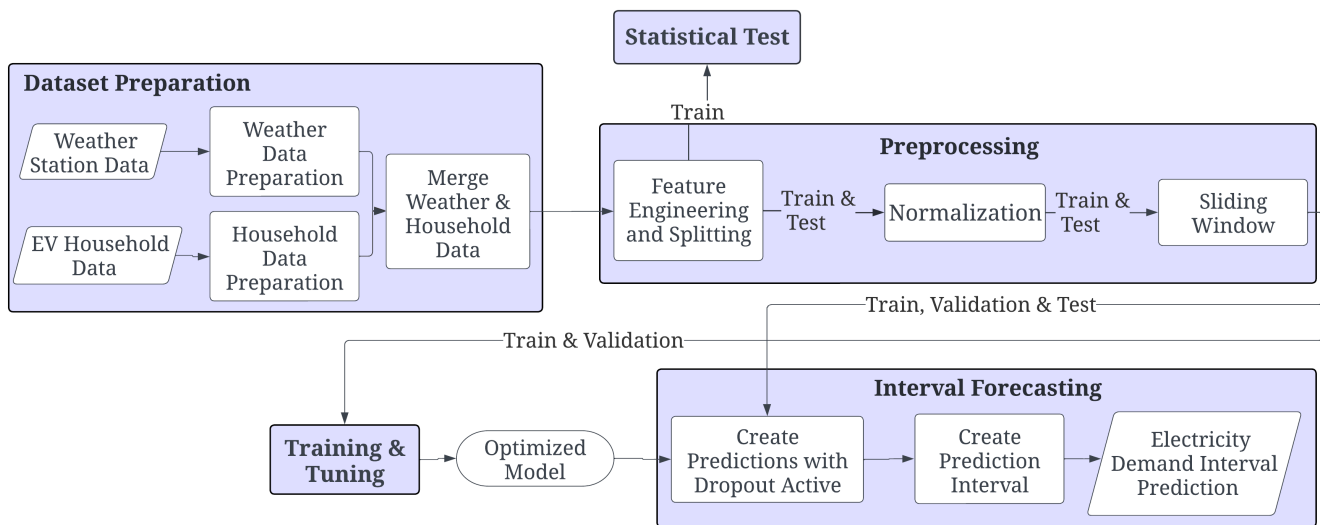 Statistical Test
Train
Dataset Preparation
Weather
Station Data
Weather
Data
Preparation
EV Household
Data
Household
Data
Preparation
Merge
Weather &
Household
Data
Preprocessing
Feature
Engineering
and Splitting
Train &
Test
Normalization
Train &
Test
Sliding
Window
Train, Validation & Test
Train & Validation
Training &
Tuning
Optimized
Model
Interval Forecasting
Create
Predictions with
Dropout Active
Create
Prediction
Interval
Electricity
Demand Interval
Prediction